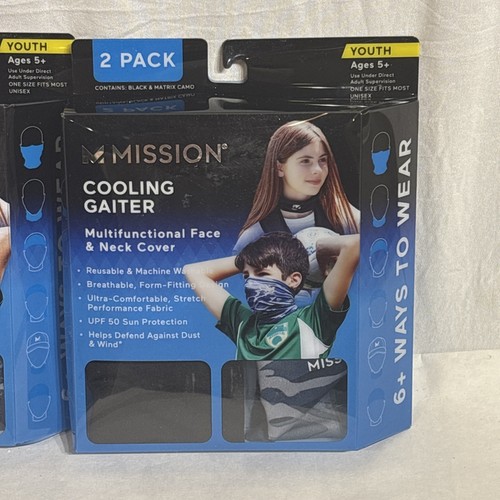 YOUTH
Ages 5+
Use Under Direct
Adult Supervision
ONE SIZE FITS MOST
UNISEX
2 PACK
CONTAINS: BLACK & MATRIX CAMO
YOUTH
Ages 5+
Use Under Direct
Adult Supervision
ONE SIZE FITS MOST
UNISEX
MISSION
COOLING
GAITER
Multifunctional Face
& Neck Cover
• Reusable & Machine
• Breathable, Form-Fitting Design
• Ultra-Comfortable, Stretch
Performance Fabric
• UPF 50 Sun Protection
• Helps Defend Against Dust
& Wind*
MISS
6+ WAYS TO WEAR